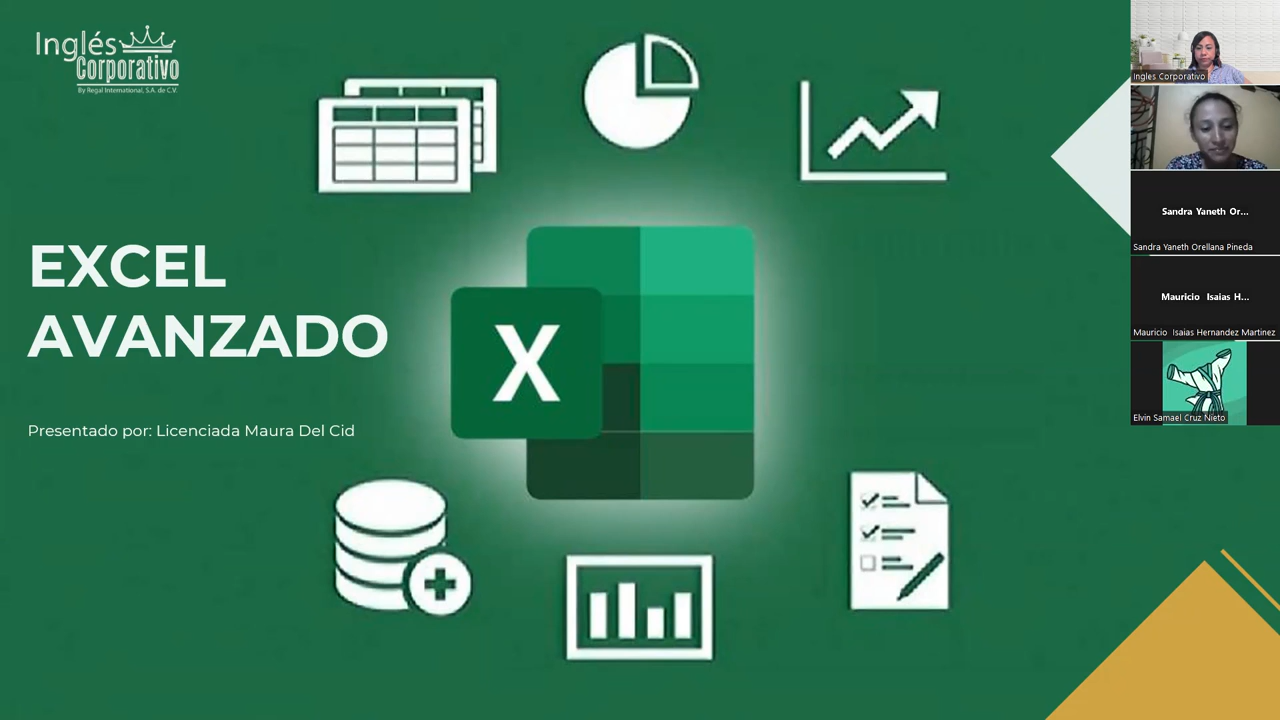 Inglés
Corporativo
By Regal International, S.A. de C.V.
EXCEL
AVANZADO
Presentado por: Licenciada Maura Del Cid
X
Ingles Corporativo
Sandra Yaneth Or...
Sandra Yaneth Orellana Pineda
Mauricio Isaias H...
Mauricio Isaias Hernandez Martinez
Elvin Samael Cruz Nieto